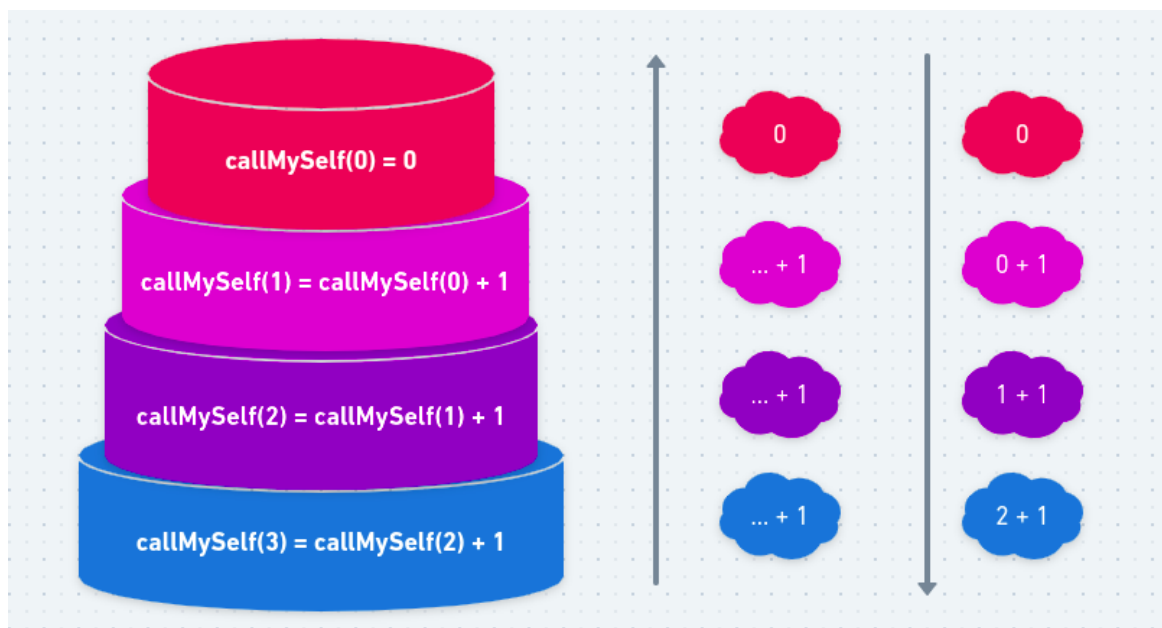 callMySelf(0) = 0
callMySelf(1) = callMySelf(0) + 1
callMySelf(2) = callMySelf(1) + 1
callMySelf(3) = callMySelf(2) + 1
0
... + 1
... + 1
... + 1
0
0 + 1
1 + 1
2 + 1